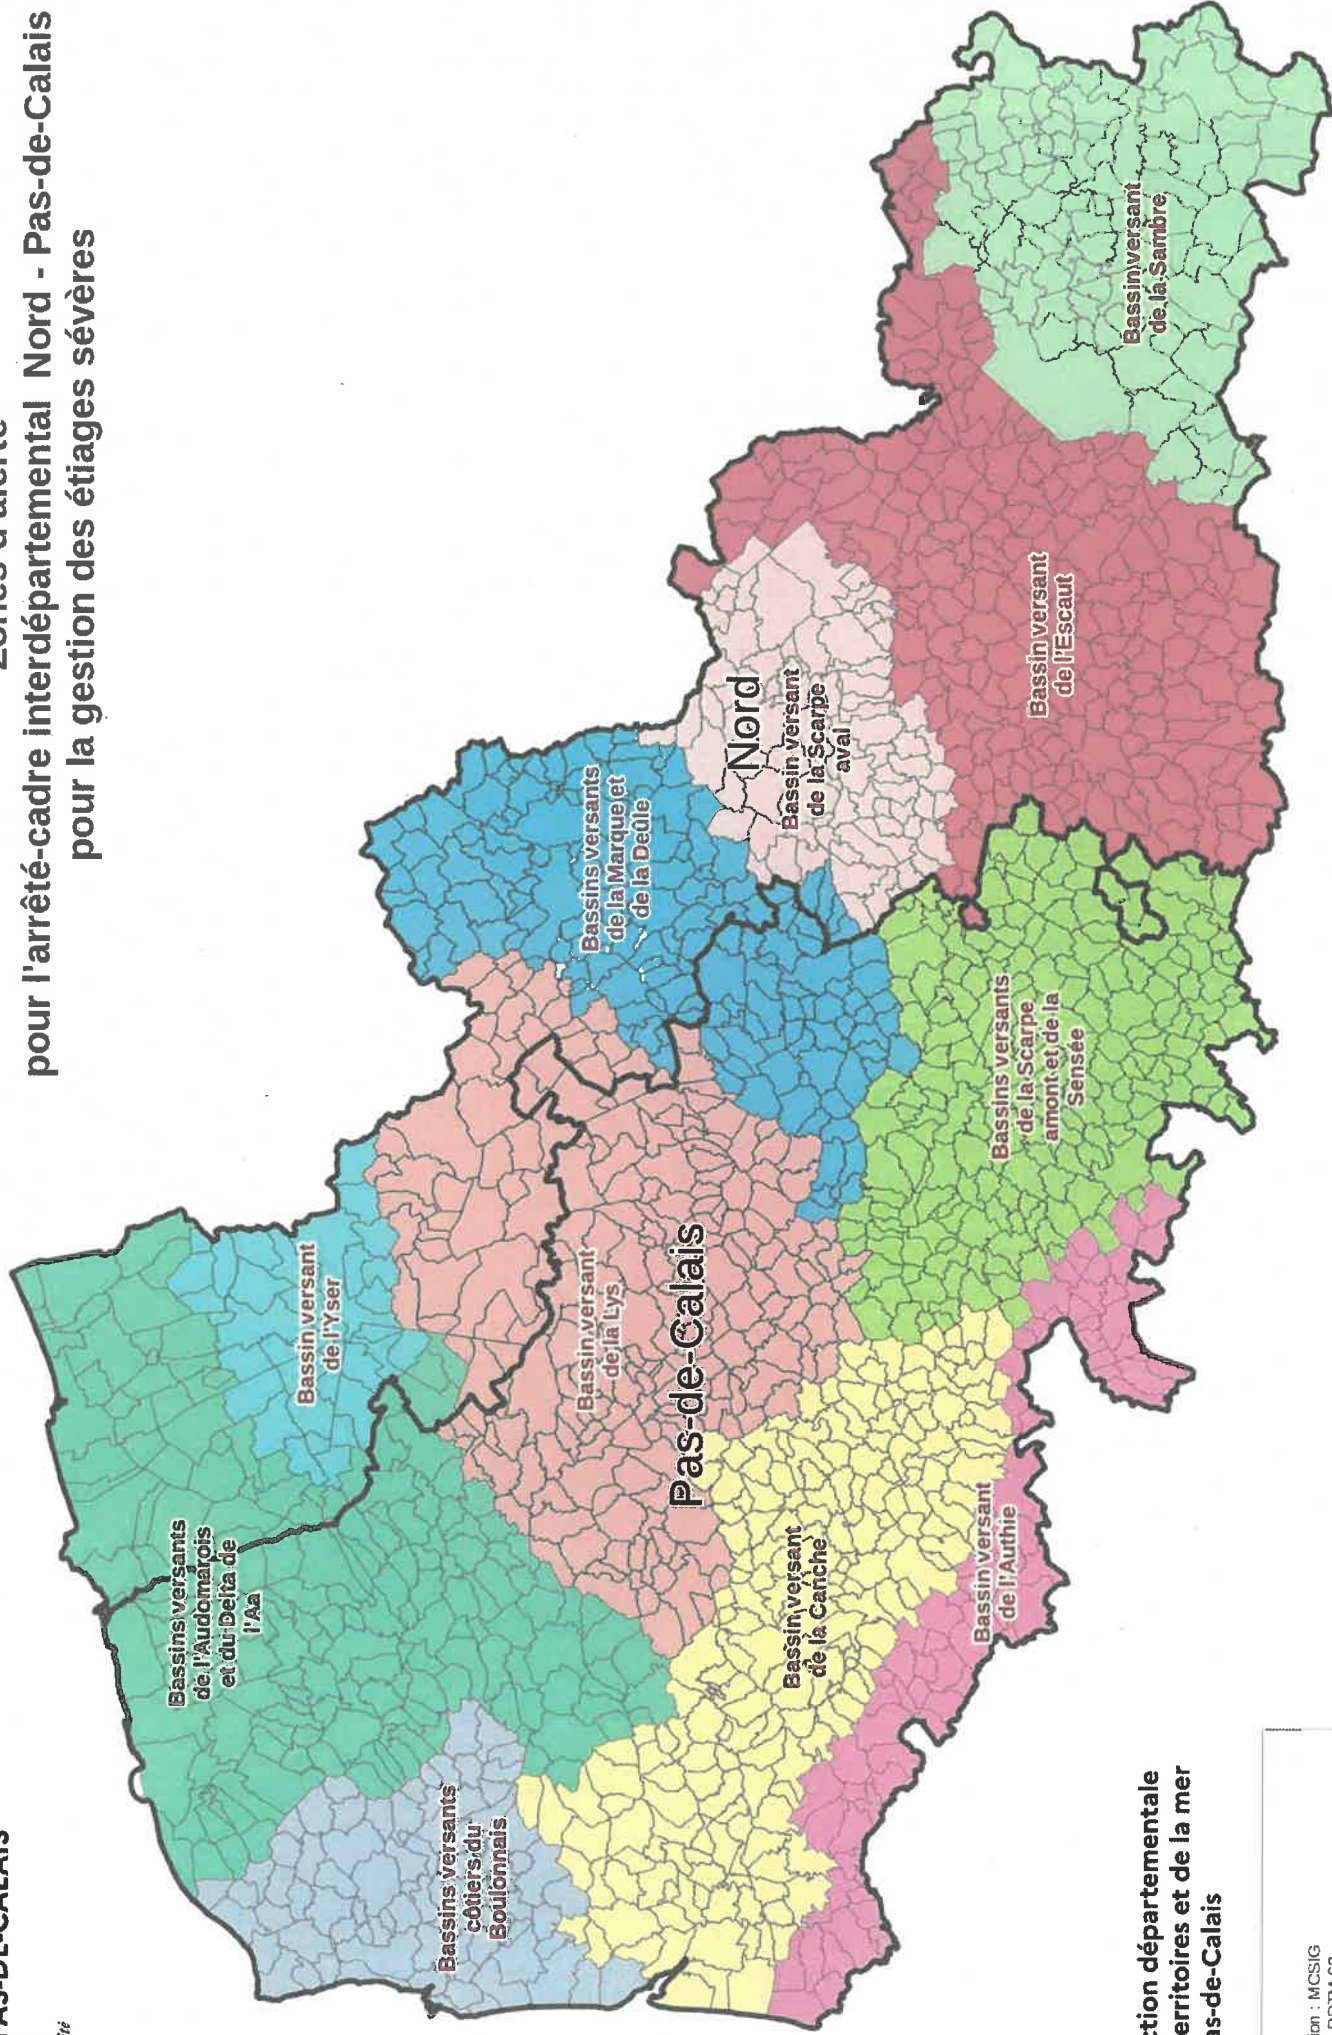 PAS-DE-CALAIS
Zones d'alerte
pour l'arrêté-cadre interdépartemental Nord - Pas-de-Calais
pour la gestion des étiages sévères
Bassins versants
de l'Audomarois
et du Delta de
l'Aa
Bassin versant
de l'Yser
Bassins versants
côtiers du
Boulonnais
Bassin versant
de la Lys
Bassins versants
de la Marque et
de la Deûle
Pas-de-Calais
Nord
Bassin versant
de la Scarpe
aval
Bassin versant
de la Canche
Bassin versant
de l'Authie
Bassins versants
de la Scarpe
amont et de la
Sensée
Bassin versant
de l'Escaut
Bassin versant
de la Sambre
ction départementale
erritoires et de la mer
as-de-Calais
ion : MCSIG
DDTM 62